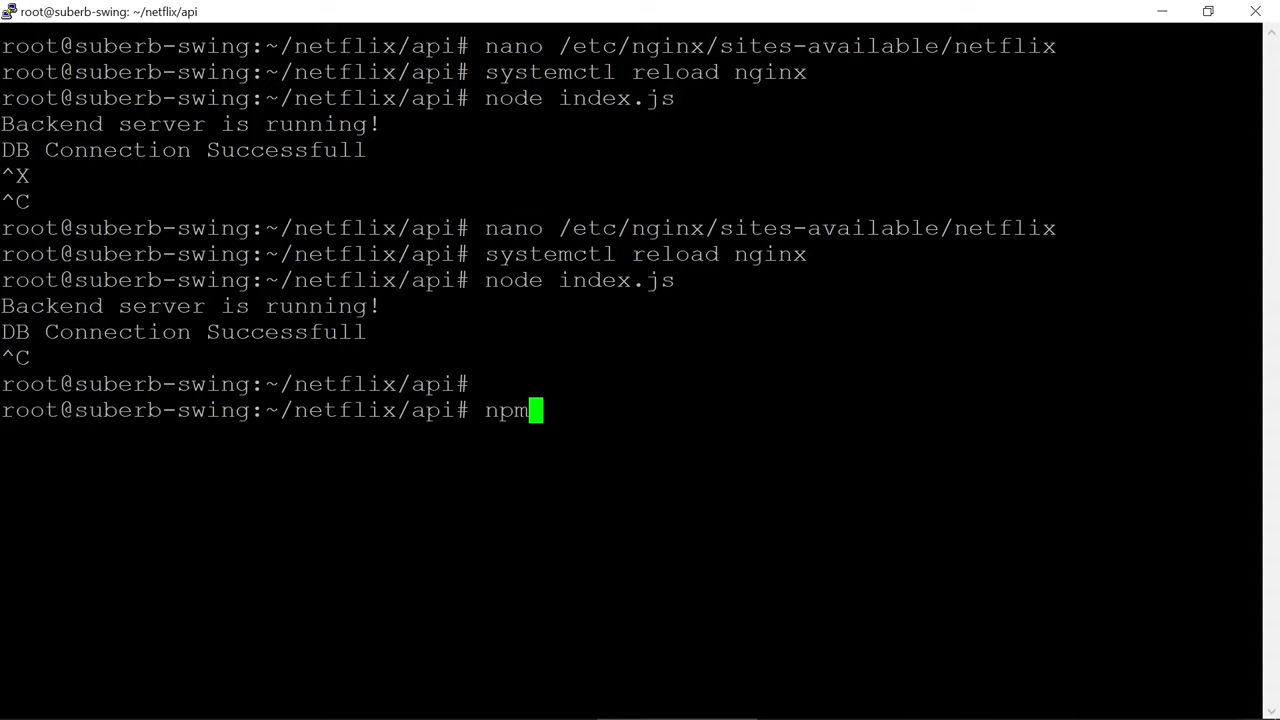 root@suberb-swing: ~/netflix/api
root@suberb-swing:~/netflix/api# nano /etc/nginx/sites-available/netflix
root@suberb-swing:~/netflix/api# systemctl reload nginx
root@suberb-swing:~/netflix/api# node index.js
Backend server is running!
DB Connection Successfull
^X
^C
root@suberb-swing:~/netflix/api# nano /etc/nginx/sites-available/netflix
root@suberb-swing:~/netflix/api# systemctl reload nginx
root@suberb-swing:~/netflix/api# node index.js
Backend server is running!
DB Connection Successfull
^C
root@suberb-swing:~/netflix/api#
root@suberb-swing:~/netflix/api# npm